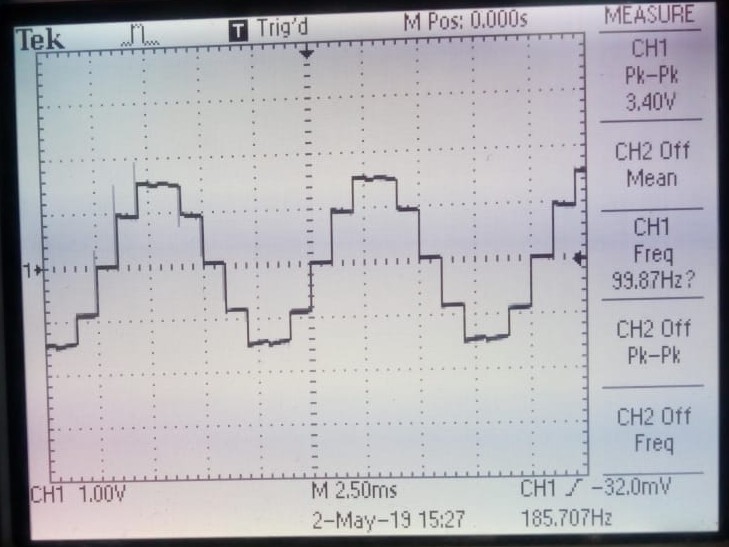 Tek T Trig'd M Pos: 0.000s MEASURE
CH1
Pk-Pk
3.40V
CH2 Off
Mean
1
CH1
Freq
99.87Hz?
CH2 Off
Pk-Pk
CH2 Off
Freq
CH1 1.00V M 2.50ms CH1 -32.0mV
2-May-19 15:27 185.707Hz